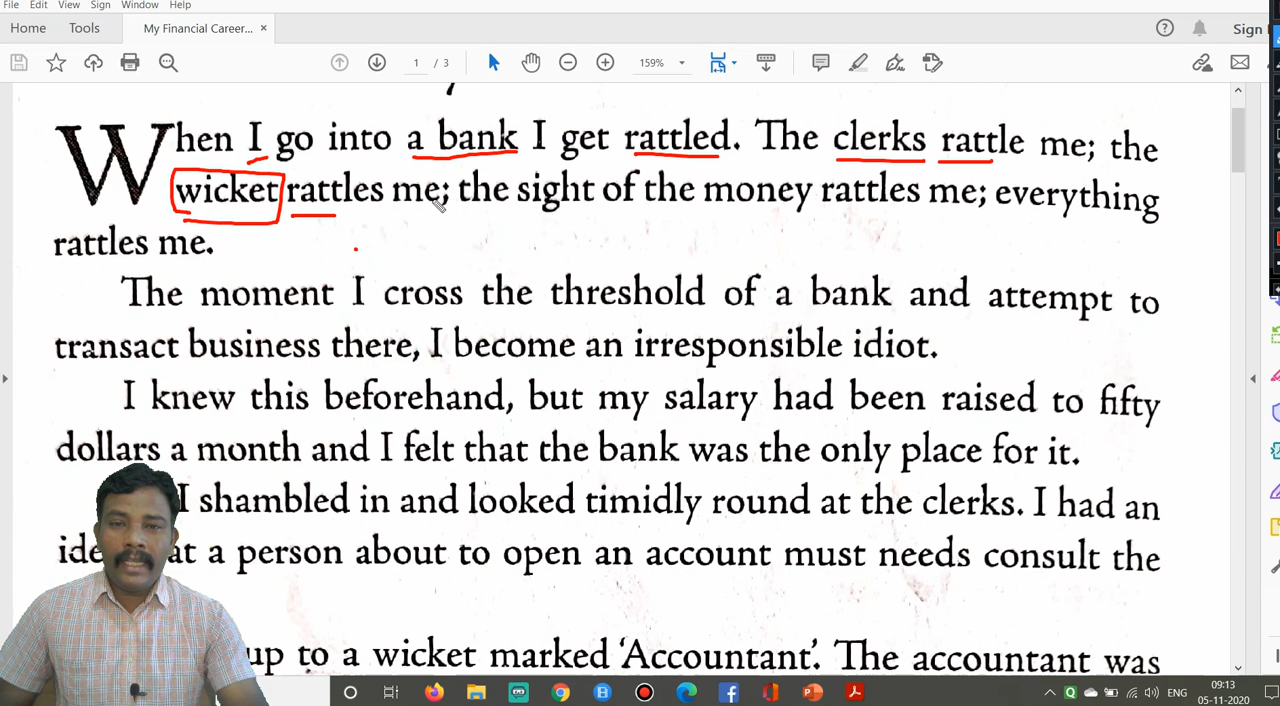 File Edit View Sign Window Help
Home Tools My Financial Career... × Sign
1 / 3 159%
When I go into a bank I get rattled. The clerks rattle me; the
wicket rattles me; the sight of the money rattles me; everything
rattles me.
The moment I cross the threshold of a bank and attempt to
transact business there, I become an irresponsible idiot.
I knew this beforehand, but my salary had been raised to fifty
dollars a month and I felt that the bank was the only place for it.
I shambled in and looked timidly round at the clerks. I had an
at a person about to open an account must needs consult the
up to a wicket marked ‘Accountant’. The accountant was
ENG 09:13
05-11-2020